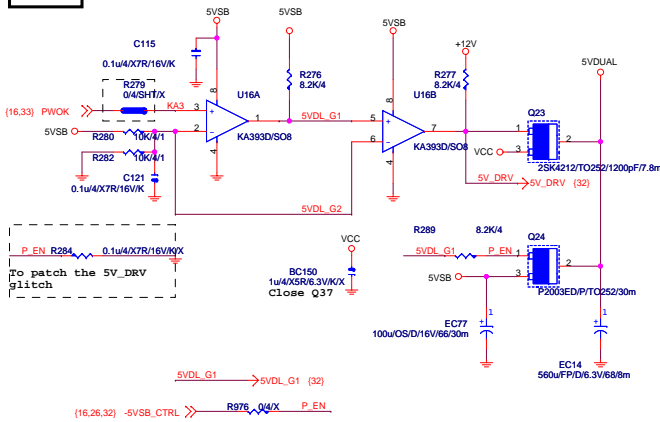 5VSB
5VSB
5VSB
5VDUAL
C115
+12V
0.1u/4/X7R/16V/K
R279
0/4/SHT/X
U16A
R276
8.2K/4
U16B
R277
8.2K/4
{16,33} PWOK
KA3
3
8
+
1
5VDL_G1
5
8
+
7
Q23
1
2
3
5VSB
2
-
KA393D/SO8
6
-
KA393D/SO8
VCC
R280
10K/4/1
4
4
2SK4212/TO252/1200pF/7.8m
R282
10K/4/1
C121
0.1u/4/X7R/16V/K
5V_DRV
5V_DRV {32}
5VDL_G2
P_EN
R284
0.1u/4/X7R/16V/K/X
To patch the 5V_DRV
glitch
VCC
BC150
1u/4/X5R/6.3V/K/X
Close Q37
R289
8.2K/4
Q24
5VDL_G1
P_EN
1
2
5VSB
3
P2003ED/P/TO252/30m
EC77
100u/OS/D/16V/66/30m
+
1
+
1
EC14
560u/FP/D/6.3V/68/8m
5VDL_G1
5VDL_G1 {32}
{16,26,32} -5VSB_CTRL
R976
0/4/X
P_EN